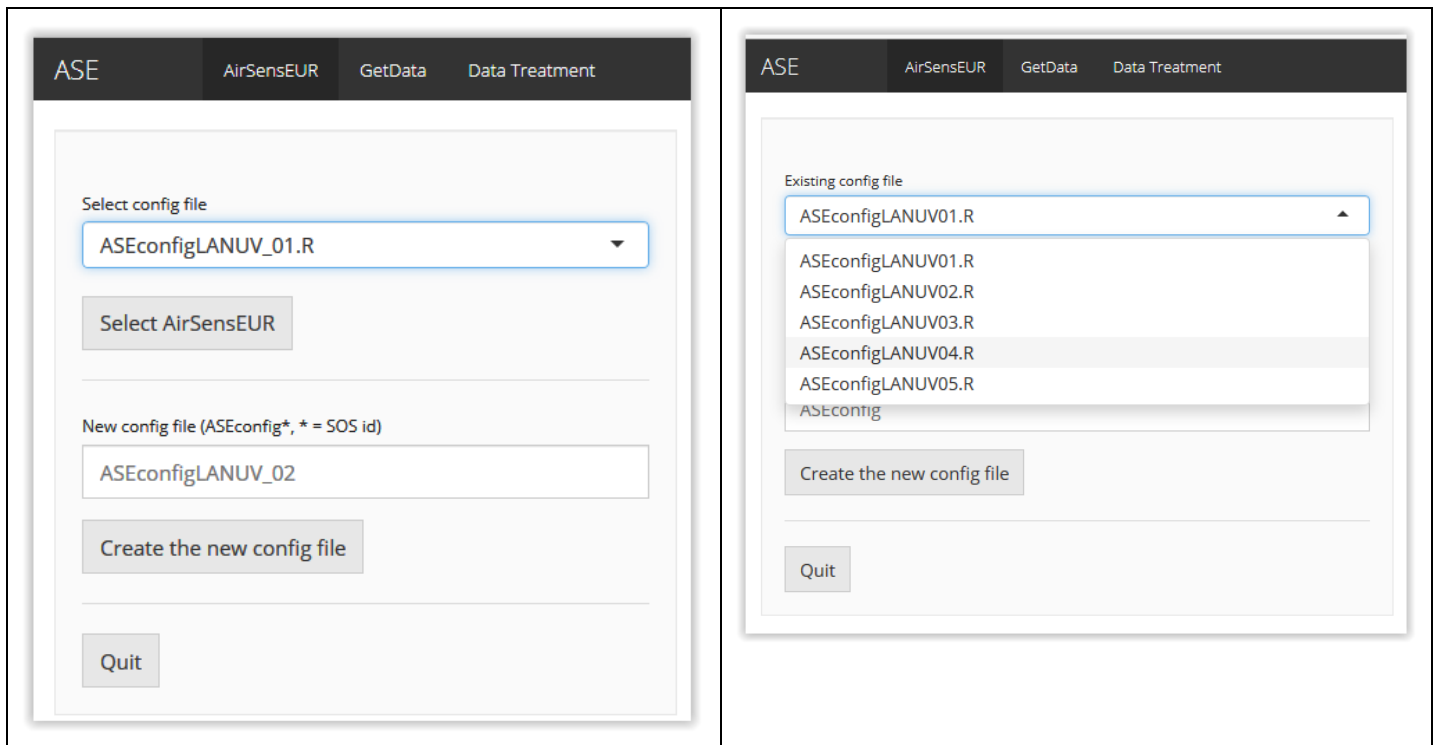 ASE AirSensEUR GetData Data Treatment
Select config file
ASEconfigLANUV_01.R
Select AirSensEUR
New config file (ASEconfig*, * = SOS id)
ASEconfigLANUV_02
Create the new config file
Quit
ASE AirSensEUR GetData Data Treatment
Existing config file
ASEconfigLANUV01.R
ASEconfigLANUV01.R
ASEconfigLANUV02.R
ASEconfigLANUV03.R
ASEconfigLANUV04.R
ASEconfigLANUV05.R
ASEconfig
Create the new config file
Quit